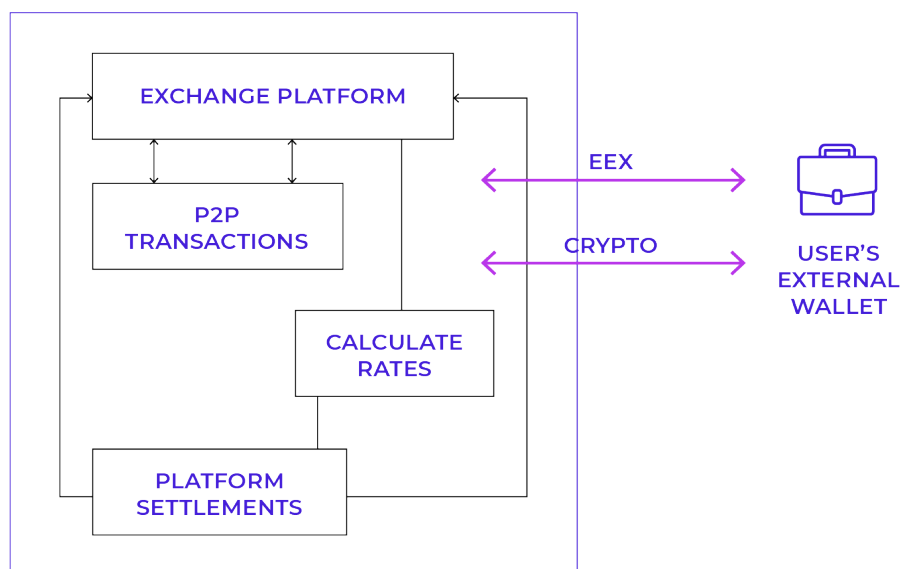 EXCHANGE PLATFORM
P2P
TRANSACTIONS
EEX
CRYPTO
USER’S
EXTERNAL
WALLET
CALCULATE
RATES
PLATFORM
SETTLEMENTS